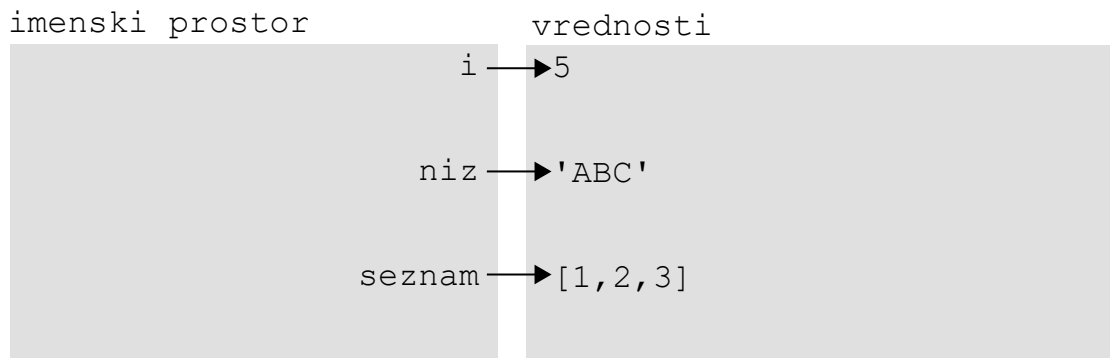 imenski prostor
vrednosti
i
5
niz
'ABC'
seznam
[1,2,3]